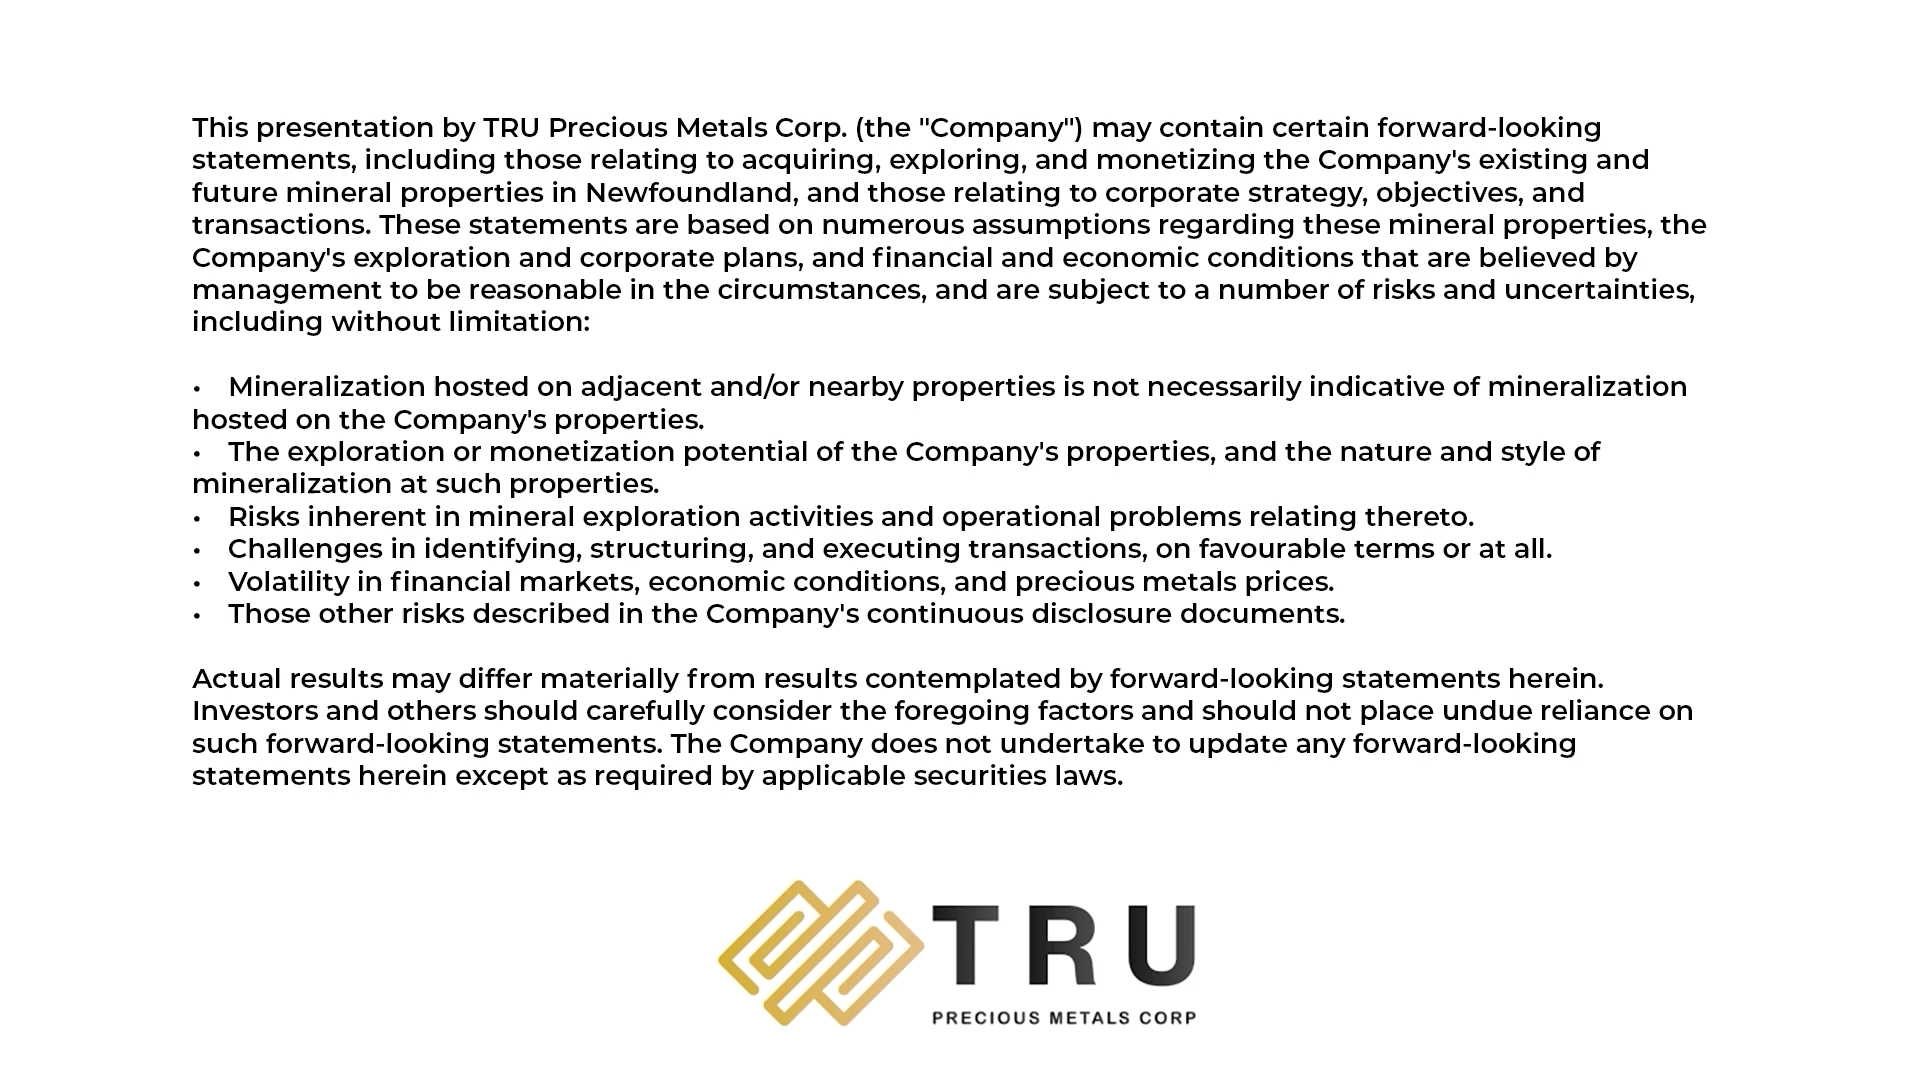 This presentation by TRU Precious Metals Corp. (the "Company") may contain certain forward-looking
statements, including those relating to acquiring, exploring, and monetizing the Company's existing and
future mineral properties in Newfoundland, and those relating to corporate strategy, objectives, and
transactions. These statements are based on numerous assumptions regarding these mineral properties, the
Company's exploration and corporate plans, and financial and economic conditions that are believed by
management to be reasonable in the circumstances, and are subject to a number of risks and uncertainties,
including without limitation:
• Mineralization hosted on adjacent and/or nearby properties is not necessarily indicative of mineralization
hosted on the Company's properties.
• The exploration or monetization potential of the Company's properties, and the nature and style of
mineralization at such properties.
• Risks inherent in mineral exploration activities and operational problems relating thereto.
• Challenges in identifying, structuring, and executing transactions, on favourable terms or at all.
• Volatility in financial markets, economic conditions, and precious metals prices.
• Those other risks described in the Company's continuous disclosure documents.
Actual results may differ materially from results contemplated by forward-looking statements herein.
Investors and others should carefully consider the foregoing factors and should not place undue reliance on
such forward-looking statements. The Company does not undertake to update any forward-looking
statements herein except as required by applicable securities laws.
TRU
PRECIOUS METALS CORP